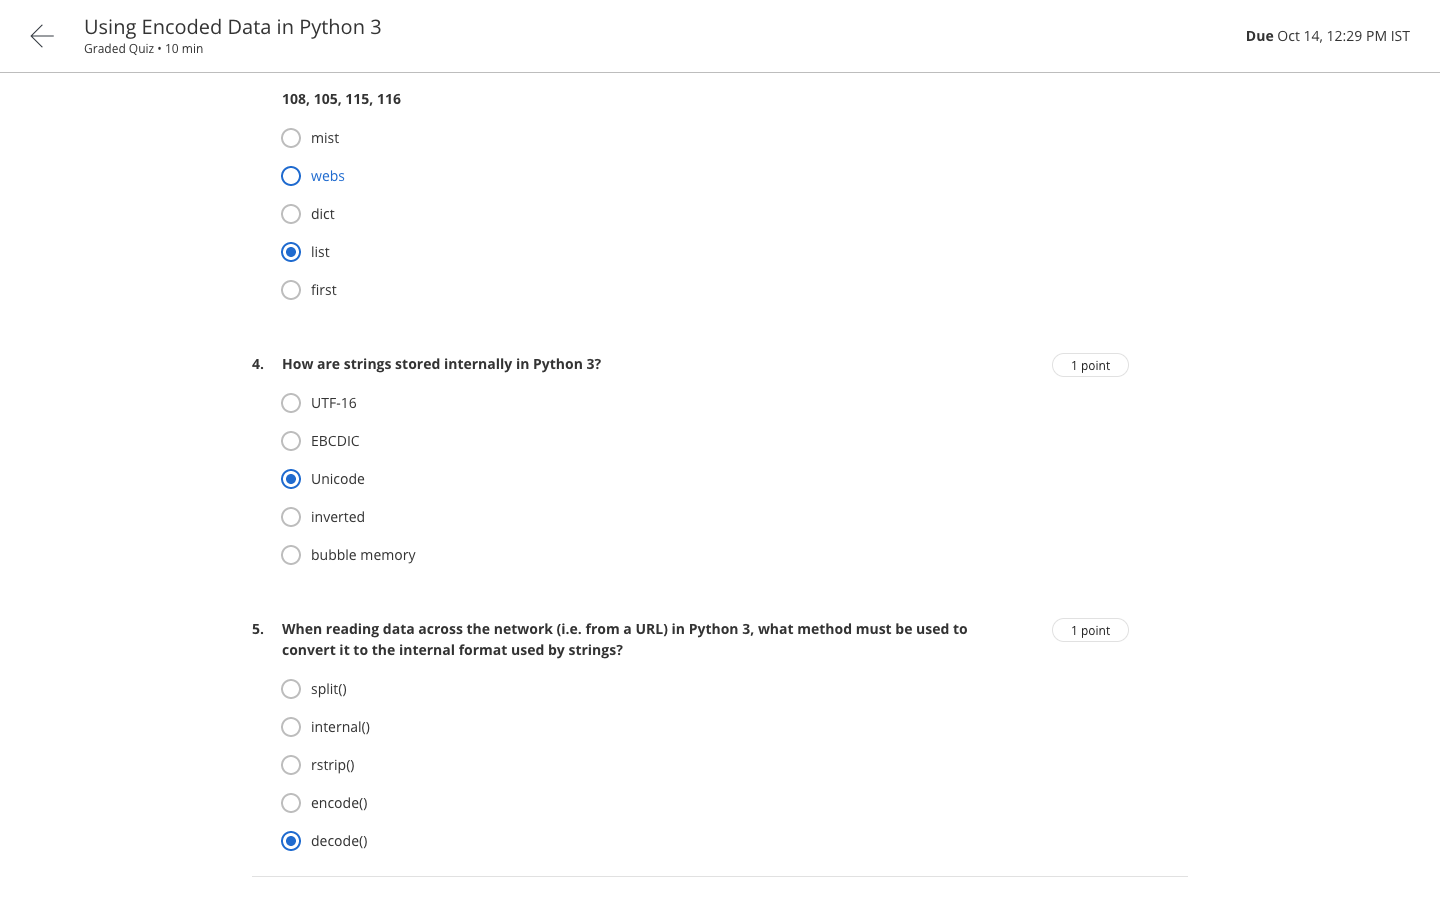 Using Encoded Data in Python 3
Graded Quiz • 10 min
Due Oct 14, 12:29 PM IST
108, 105, 115, 116
mist
webs
dict
list
first
4. How are strings stored internally in Python 3?
1 point
UTF-16
EBCDIC
Unicode
inverted
bubble memory
5. When reading data across the network (i.e. from a URL) in Python 3, what method must be used to
convert it to the internal format used by strings?
1 point
split()
internal()
rstrip()
encode()
decode()